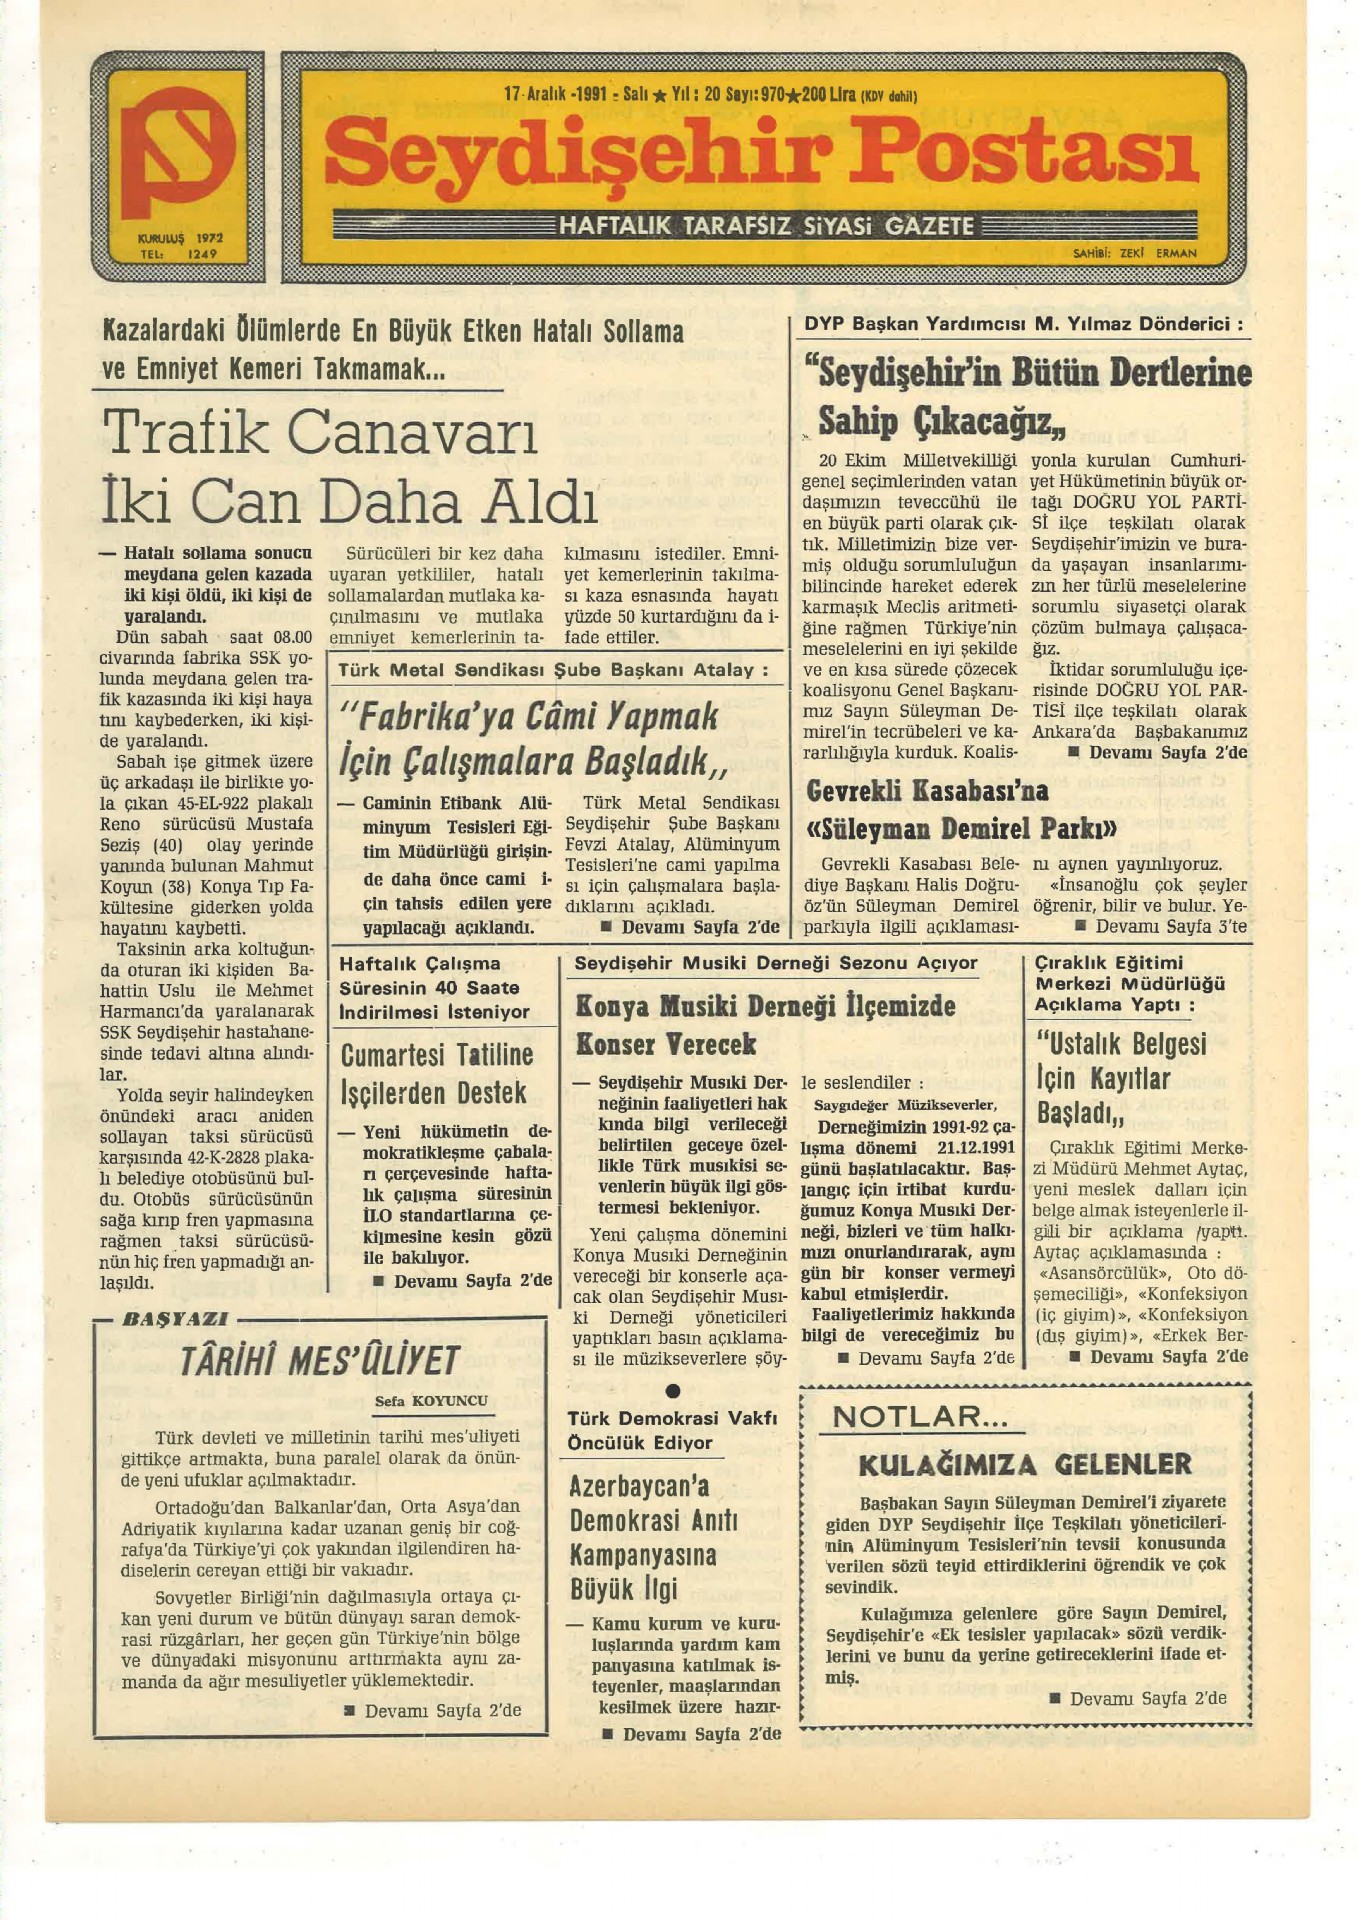 17-Aralık -1991 - Salı ★ Yıl : 20 Sayı: 970 ★ 200 Lira (KDV dahil)
Seydişehir Postası
HAFTALIK TARAFSIZ SİYASİ GAZETE
SAHİBİ: ZEKİ ERMAN
KURULUŞ 1972
TEL: 1249
Kazalardaki Ölümlerde En Büyük Etken Hatalı Sollama
ve Emniyet Kemeri Takmamak...
Trafik Canavarı
İki Can Daha Aldı
— Hatalı sollama sonucu
meydana gelen kazada
iki kişi öldü, iki kişi de
yaralandı.
Dün sabah saat 08.00
civarında fabrika SSK yo-
lunda meydana gelen tra-
fik kazasında iki kişi haya
tını kaybederken, iki kişi-
de yaralandı.
Sabah işe gitmek üzere
üç arkadaşı ile birlikte yo-
la çıkan 45-EL-922 plakalı
Reno sürücüsü Mustafa
Seziş (40) olay yerinde
yanında bulunan Mahmut
Koyun (38) Konya Tıp Fa-
kültesine giderken yolda
hayatını kaybetti.
Taksinin arka koltuğun-
da oturan iki kişiden Ba-
hattin Uslu ile Mehmet
Harmancı'da yaralanarak
SSK Seydişehir hastahane-
sinde tedavi altına alındı-
lar.
Yolda seyir halindeyken
önündeki aracı aniden
sollayan taksi sürücüsü
karşısında 42-K-2828 plaka-
lı belediye otobüsünü bul-
du. Otobüs sürücüsünün
sağa kırıp fren yapmasına
rağmen taksi sürücüsü-
nün hiç fren yapmadığı an-
laşıldı.
Sürücüleri bir kez daha
uyaran yetkililer, hatalı
sollamalardan mutlaka ka-
çınılmasını ve mutlaka
emniyet kemerlerinin ta-
kılmasını istediler. Emni-
yet kemerlerinin takılma-
sı kaza esnasında hayatı
yüzde 50 kurtardığını da i-
fade ettiler.
Türk Metal Sendikası Şube Başkanı Atalay :
"Fabrika'ya Câmi Yapmak
İçin Çalışmalara Başladık,,
— Caminin Etibank Alü-
minyum Tesisleri Eği-
tim Müdürlüğü girişin-
de daha önce cami i-
çin tahsis edilen yere
yapılacağı açıklandı.
Türk Metal Sendikası
Seydişehir Şube Başkanı
Fevzi Atalay, Alüminyum
Tesisleri'ne cami yapılma
sı için çalışmalara başla-
dıklarını açıkladı.
■ Devamı Sayfa 2'de
DYP Başkan Yardımcısı M. Yılmaz Dönderici :
"Seydişehir'in Bütün Dertlerine
Sahip Çıkacağız,,
20 Ekim Milletvekilliği
genel seçimlerinden vatan
daşımızın teveccühü ile
en büyük parti olarak çık-
tık. Milletimizin bize ver-
miş olduğu sorumluluğun
bilincinde hareket ederek
karmaşık Meclis aritmeti-
ğine rağmen Türkiye'nin
meselelerini en iyi şekilde
ve en kısa sürede çözecek
koalisyonu Genel Başkanı-
mız Sayın Süleyman De-
mirel'in tecrübeleri ve ka-
rarlılığıyla kurduk. Koalis-
yonla kurulan Cumhuri-
yet Hükümetinin büyük or-
tağı DOĞRU YOL PARTİ-
Sİ ilçe teşkilatı olarak
Seydişehir'imizin ve bura-
da yaşayan insanlarımı-
zın her türlü meselelerine
sorumlu siyasetçi olarak
çözüm bulmaya çalışaca-
ğız.
İktidar sorumluluğu içe-
risinde DOĞRU YOL PAR-
TİSİ ilçe teşkilatı olarak
Ankara'da Başbakanımız
■ Devamı Sayfa 2'de
Gevrekli Kasabası'na
«Süleyman Demirel Parkı»
Gevrekli Kasabası Bele-
diye Başkanı Halis Doğru-
öz'ün Süleyman Demirel
parkıyla ilgili açıklaması-
nı aynen yayınlıyoruz.
«İnsanoğlu çok şeyler
öğrenir, bilir ve bulur. Ye-
■ Devamı Sayfa 3'te
Haftalık Çalışma
Süresinin 40 Saate
İndirilmesi İsteniyor
Cumartesi Tatiline
İşçilerden Destek
— Yeni hükümetin de-
mokratikleşme çabala-
rı çerçevesinde hafta-
lık çalışma süresinin
İLO standartlarına çe-
kilmesine kesin gözü
ile bakılıyor.
■ Devamı Sayfa 2'de
Seydişehir Musiki Derneği Sezonu Açıyor
Konya Musiki Derneği İlçemizde
Konser Verecek
— Seydişehir Musıki Der-
neğinin faaliyetleri hak
kında bilgi verileceği
belirtilen geceye özel-
likle Türk musıkisi se-
venlerin büyük ilgi gös-
termesi bekleniyor.
Yeni çalışma dönemini
Konya Musıki Derneğinin
vereceği bir konserle aça-
cak olan Seydişehir Musı-
ki Derneği yöneticileri
yaptıkları basın açıklama-
sı ile müzikseverlere şöy-
le seslendiler :
Saygıdeğer Müzikseverler,
Derneğimizin 1991-92 ça-
lışma dönemi 21.12.1991
günü başlatılacaktır. Baş-
langıç için irtibat kurdu-
ğumuz Konya Musıki Der-
neği, bizleri ve tüm halkı-
mızı onurlandırarak, aynı
gün bir konser vermeyi
kabul etmişlerdir.
Faaliyetlerimiz hakkında
bilgi de vereceğimiz bu
■ Devamı Sayfa 2'de
Çıraklık Eğitimi
Merkezi Müdürlüğü
Açıklama Yaptı :
"Ustalık Belgesi
İçin Kayıtlar
Başladı,,
Çıraklık Eğitimi Merke-
zi Müdürü Mehmet Aytaç,
yeni meslek dalları için
belge almak isteyenlerle il-
gili bir açıklama yaptı.
Aytaç açıklamasında :
«Asansörcülük», Oto dö-
şemeciliği», «Konfeksiyon
(iç giyim)», «Konfeksiyon
(dış giyim)», «Erkek Ber-
■ Devamı Sayfa 2'de
BAŞYAZI
TÂRİHÎ MES'ÛLİYET
Sefa KOYUNCU
Türk devleti ve milletinin tarihi mes'uliyeti
gittikçe artmakta, buna paralel olarak da önün-
de yeni ufuklar açılmaktadır.
Ortadoğu'dan Balkanlar'dan, Orta Asya'dan
Adriyatik kıyılarına kadar uzanan geniş bir coğ-
rafya'da Türkiye'yi çok yakından ilgilendiren ha-
diselerin cereyan ettiği bir vakıadır.
Sovyetler Birliği'nin dağılmasıyla ortaya çı-
kan yeni durum ve bütün dünyayı saran demok-
rasi rüzgârları, her geçen gün Türkiye'nin bölge
ve dünyadaki misyonunu arttırmakta aynı za-
manda da ağır mesuliyetler yüklemektedir.
■ Devamı Sayfa 2'de
●
Türk Demokrasi Vakfı
Öncülük Ediyor
Azerbaycan'a
Demokrasi Anıtı
Kampanyasına
Büyük İlgi
— Kamu kurum ve kuru-
luşlarında yardım kam
panyasına katılmak is-
teyenler, maaşlarından
kesilmek üzere hazır-
■ Devamı Sayfa 2'de
NOTLAR...
KULAĞIMIZA GELENLER
Başbakan Sayın Süleyman Demirel'i ziyarete
giden DYP Seydişehir İlçe Teşkilatı yöneticileri-
nin Alüminyum Tesisleri'nin tevsii konusunda
verilen sözü teyid ettirdiklerini öğrendik ve çok
sevindik.
Kulağımıza gelenlere göre Sayın Demirel,
Seydişehir'e «Ek tesisler yapılacak» sözü verdik-
lerini ve bunu da yerine getireceklerini ifade et-
miş.
■ Devamı Sayfa 2'de